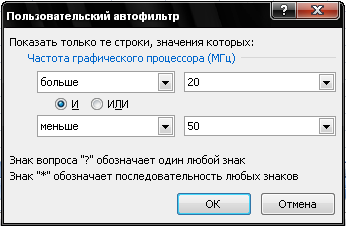 Пользовательский автофильтр
Показать только те строки, значения которых:
Частота графического процессора (МГц)
больше 20
И ИЛИ
меньше 50
Знак вопроса "?" обозначает один любой знак
Знак "*" обозначает последовательность любых знаков
ОК Отмена